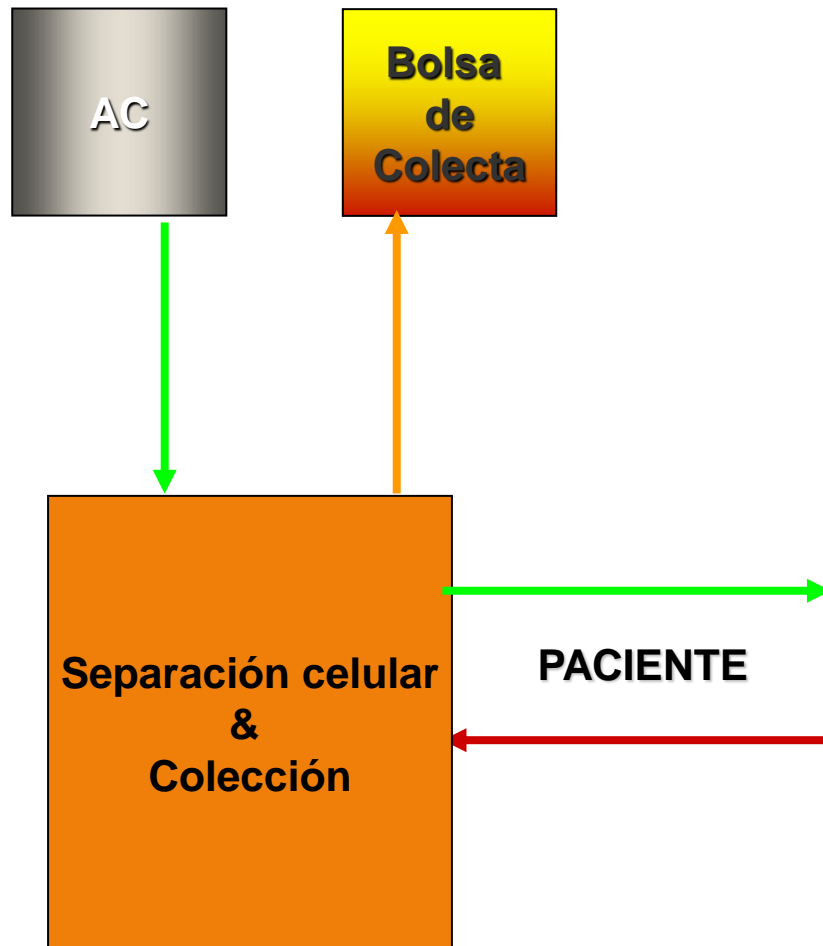 AC
Bolsa
de
Colecta
Separación celular
&
Colección
PACIENTE